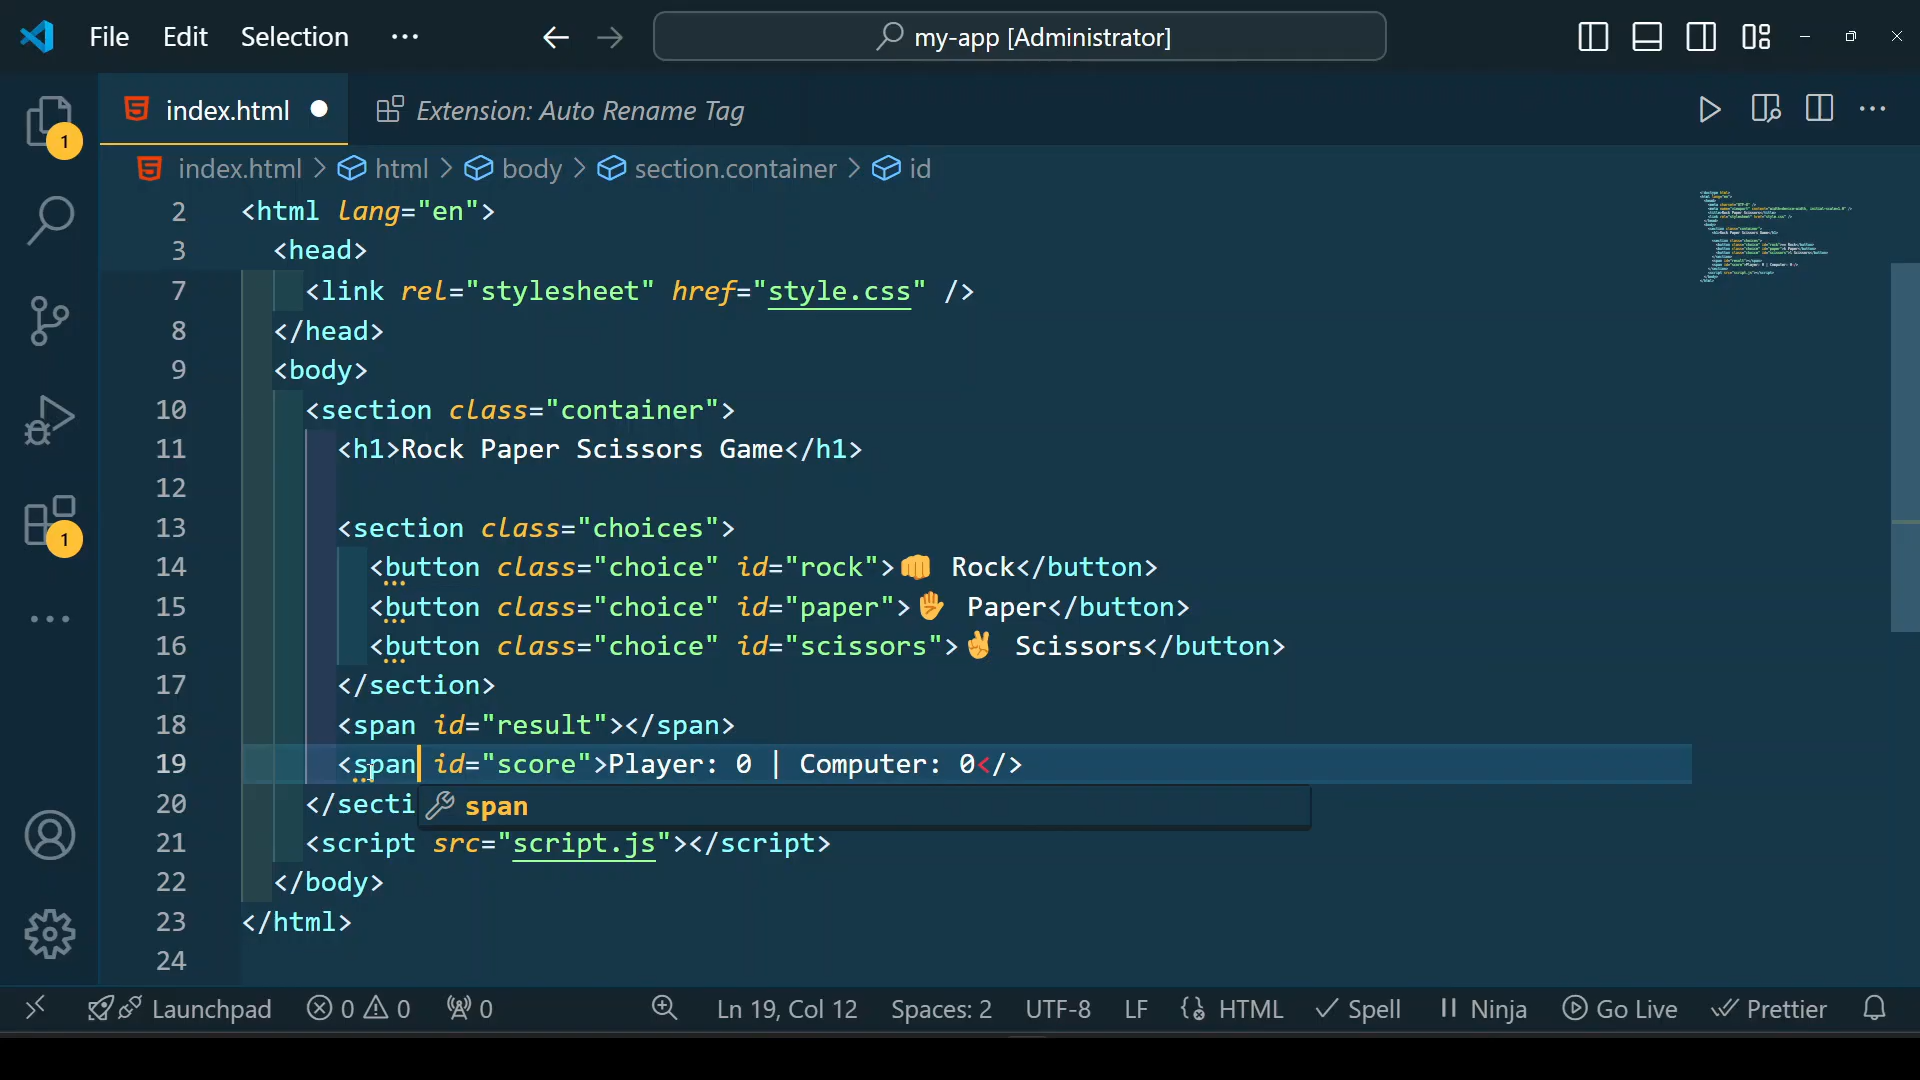 File Edit Selection ··· my-app [Administrator]
index.html Extension: Auto Rename Tag
index.html > html > body > section.container > id
2 <html lang="en">
3 <head>
7 <link rel="stylesheet" href="style.css" />
8 </head>
9 <body>
10 <section class="container">
11 <h1>Rock Paper Scissors Game</h1>
12
13 <section class="choices">
14 <button class="choice" id="rock">👊 Rock</button>
15 <button class="choice" id="paper">✋ Paper</button>
16 <button class="choice" id="scissors">✌ Scissors</button>
17 </section>
18 <span id="result"></span>
19 <span id="score">Player: 0 | Computer: 0</>
20 </secti
span
21 <script src="script.js"></script>
22 </body>
23 </html>
24
1
1
Launchpad 0 0 0 Ln 19, Col 12 Spaces: 2 UTF-8 LF {} HTML Spell Ninja Go Live Prettier